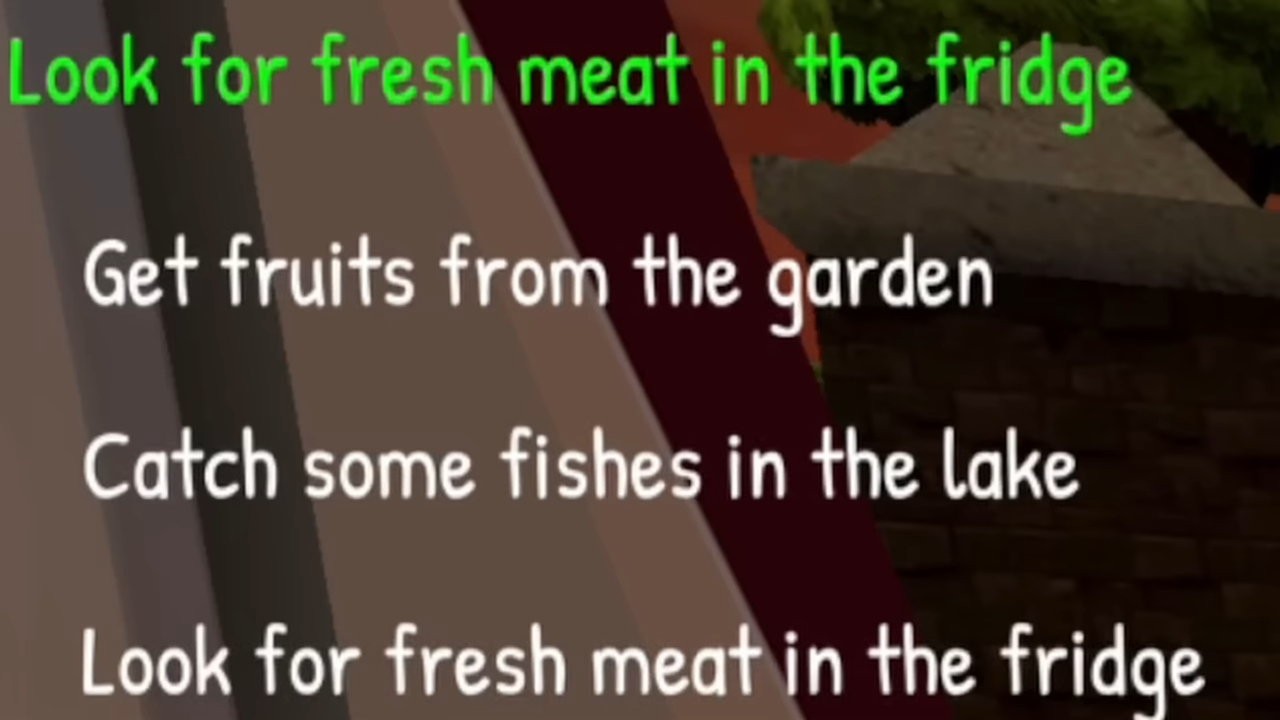 Look for fresh meat in the fridge
Get fruits from the garden
Catch some fishes in the lake
Look for fresh meat in the fridge